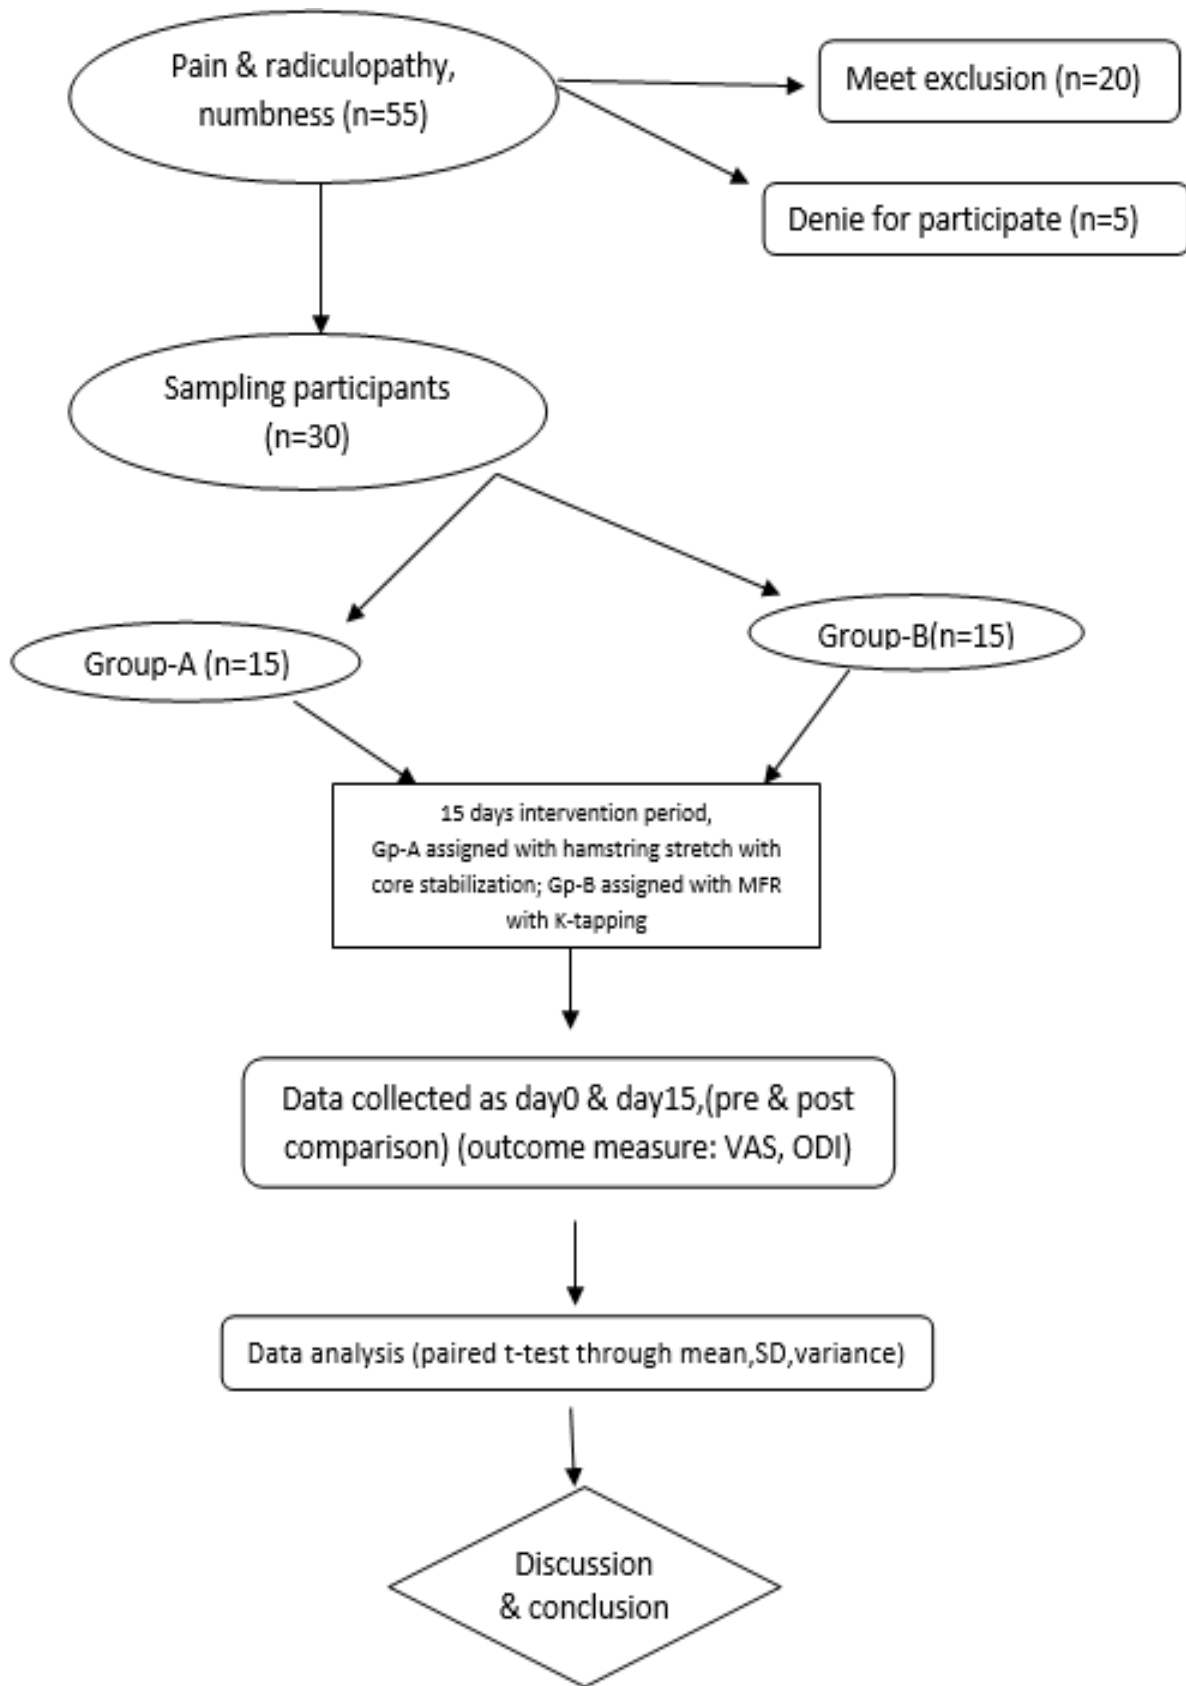 Pain & radiculopathy,
numbness (n=55)
Meet exclusion (n=20)
Denie for participate (n=5)
Sampling participants
(n=30)
Group-A (n=15)
Group-B(n=15)
15 days intervention period,
Gp-A assigned with hamstring stretch with
core stabilization; Gp-B assigned with MFR
with K-tapping
Data collected as day0 & day15,(pre & post
comparison) (outcome measure: VAS, ODI)
Data analysis (paired t-test through mean,SD,variance)
Discussion
& conclusion